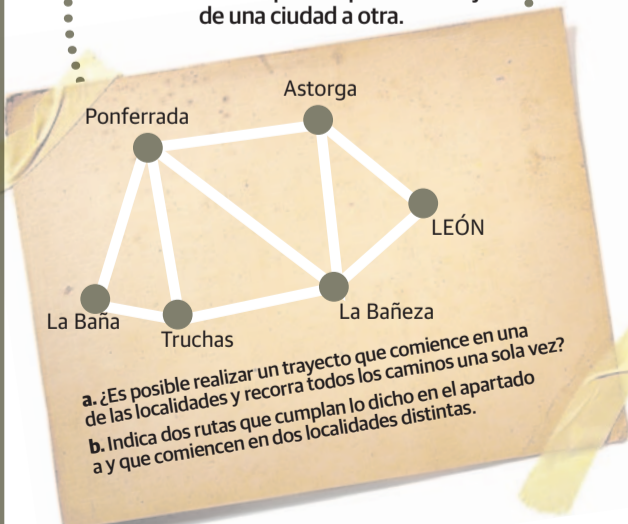 de una ciudad a otra.
Astorga
Ponferrada
LEÓN
La Bañeza
La Baña
Truchas
a. ¿Es posible realizar un trayecto que comience en una
de las localidades y recorra todos los caminos una sola vez?
b. Indica dos rutas que cumplan lo dicho en el apartado
a y que comiencen en dos localidades distintas.